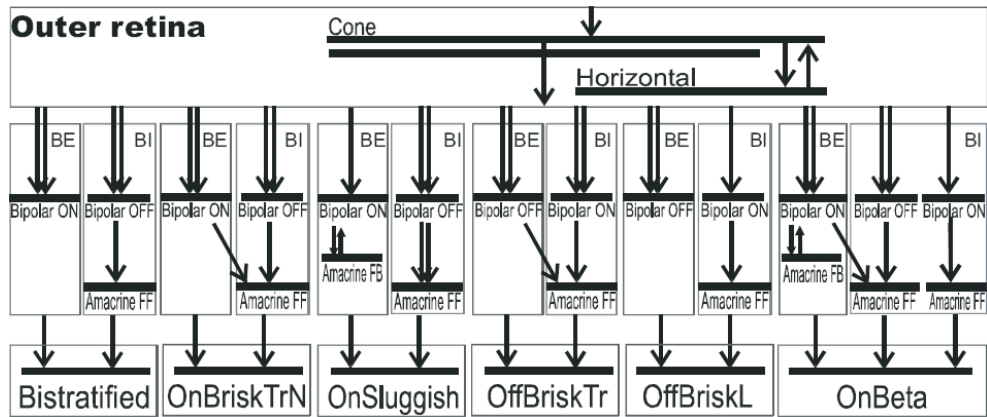 Outer retina
Cone
Horizontal
BE BI BE BI BE BI BE BI BE BI BE BI
Bipolar ON Bipolar OFF Bipolar ON Bipolar OFF Bipolar ON Bipolar OFF Bipolar OFF Bipolar ON Bipolar OFF Bipolar ON Bipolar ON Bipolar OFF Bipolar ON
Amacrine FB Amacrine FB
Amacrine FF Amacrine FF Amacrine FF Amacrine FF Amacrine FF Amacrine FF Amacrine FF
Bistratified OnBriskTrN OnSluggish OffBriskTr OffBriskL OnBeta